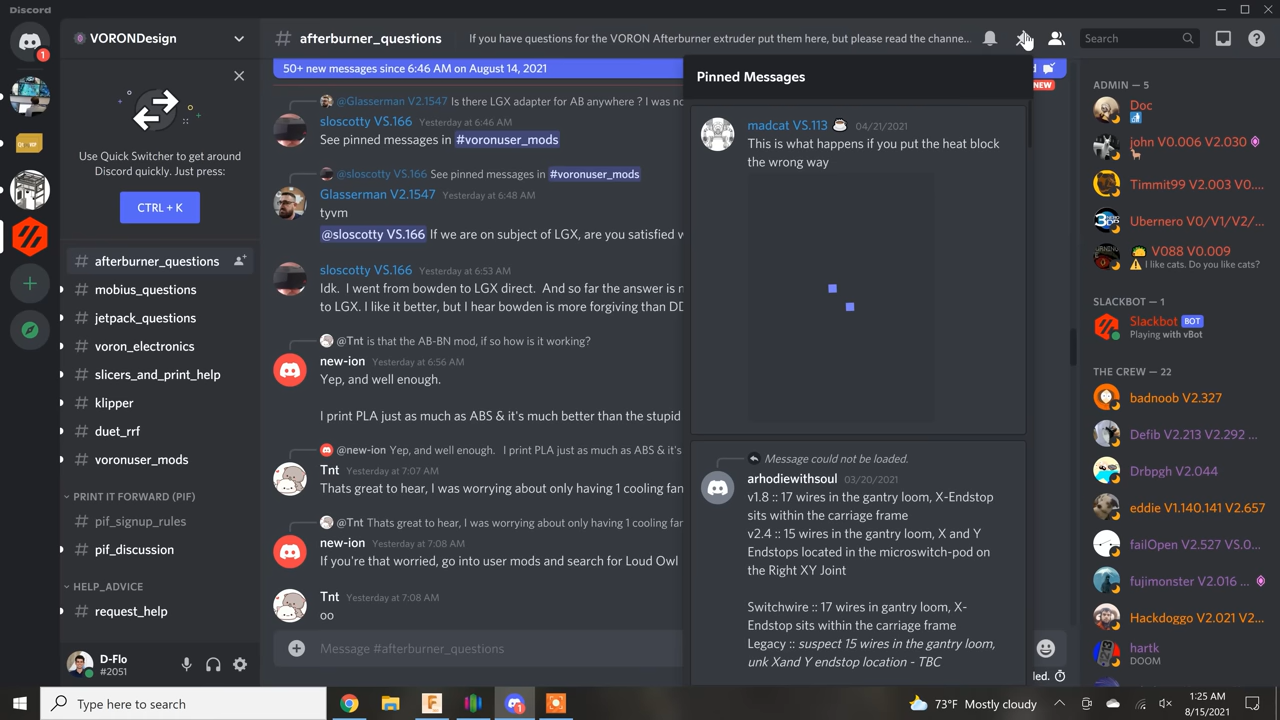 Discord
VORONDesign
# afterburner_questions
If you have questions for the VORON Afterburner extruder put them here, but please read the channe...
Search
1
Use Quick Switcher to get around
Discord quickly. Just press:
CTRL + K
# afterburner_questions
# mobius_questions
# jetpack_questions
# voron_electronics
# slicers_and_print_help
# klipper
# duet_rrf
# voronuser_mods
PRINT IT FORWARD (PIF)
# pif_signup_rules
# pif_discussion
HELP_ADVICE
# request_help
D-Flo
#2051
50+ new messages since 6:46 AM on August 14, 2021
NEW
@Glasserman V2.1547 Is there LGX adapter for AB anywhere ? I was no
sloscotty VS.166 Yesterday at 6:46 AM
See pinned messages in #voronuser_mods
@sloscotty VS.166 See pinned messages in #voronuser_mods
Glasserman V2.1547 Yesterday at 6:48 AM
tyvm
@sloscotty VS.166 If we are on subject of LGX, are you satisfied w
sloscotty VS.166 Yesterday at 6:53 AM
Idk. I went from bowden to LGX direct. And so far the answer is
to LGX. I like it better, but I hear bowden is more forgiving than DD
@Tnt is that the AB-BN mod, if so how is it working?
new-ion Yesterday at 6:56 AM
Yep, and well enough.
I print PLA just as much as ABS & it's much better than the stupid
@new-ion Yep, and well enough. I print PLA just as much as ABS & it's
Tnt Yesterday at 7:07 AM
Thats great to hear, I was worrying about only having 1 cooling fan
@Tnt Thats great to hear, I was worrying about only having 1 cooling far
new-ion Yesterday at 7:08 AM
If you're that worried, go into user mods and search for Loud Owl
Tnt Yesterday at 7:08 AM
oo
Message #afterburner_questions
led.
Pinned Messages
madcat VS.113 04/21/2021
This is what happens if you put the heat block
the wrong way
Message could not be loaded.
arhodiewithsoul 03/20/2021
v1.8 :: 17 wires in the gantry loom, X-Endstop
sits within the carriage frame
v2.4 :: 15 wires in the gantry loom, X and Y
Endstops located in the microswitch-pod on
the Right XY Joint
Switchwire :: 17 wires in gantry loom, X-
Endstop sits within the carriage frame
Legacy :: suspect 15 wires in the gantry loom,
unk Xand Y endstop location - TBC
ADMIN — 5
Doc
john V0.006 V2.030
Timmit99 V2.003 V0....
Ubernero V0/V1/V2/...
V088 V0.009
I like cats. Do you like cats?
SLACKBOT — 1
Slackbot BOT
Playing with vBot
THE CREW — 22
badnoob V2.327
Defib V2.213 V2.292 ...
Drbpgh V2.044
eddie V1.140.141 V2.657
failOpen V2.527 VS.0...
fujimonster V2.016 ...
Hackdoggo V2.021 V2...
hartk
DOOM
Type here to search
73°F Mostly cloudy
1:25 AM
8/15/2021